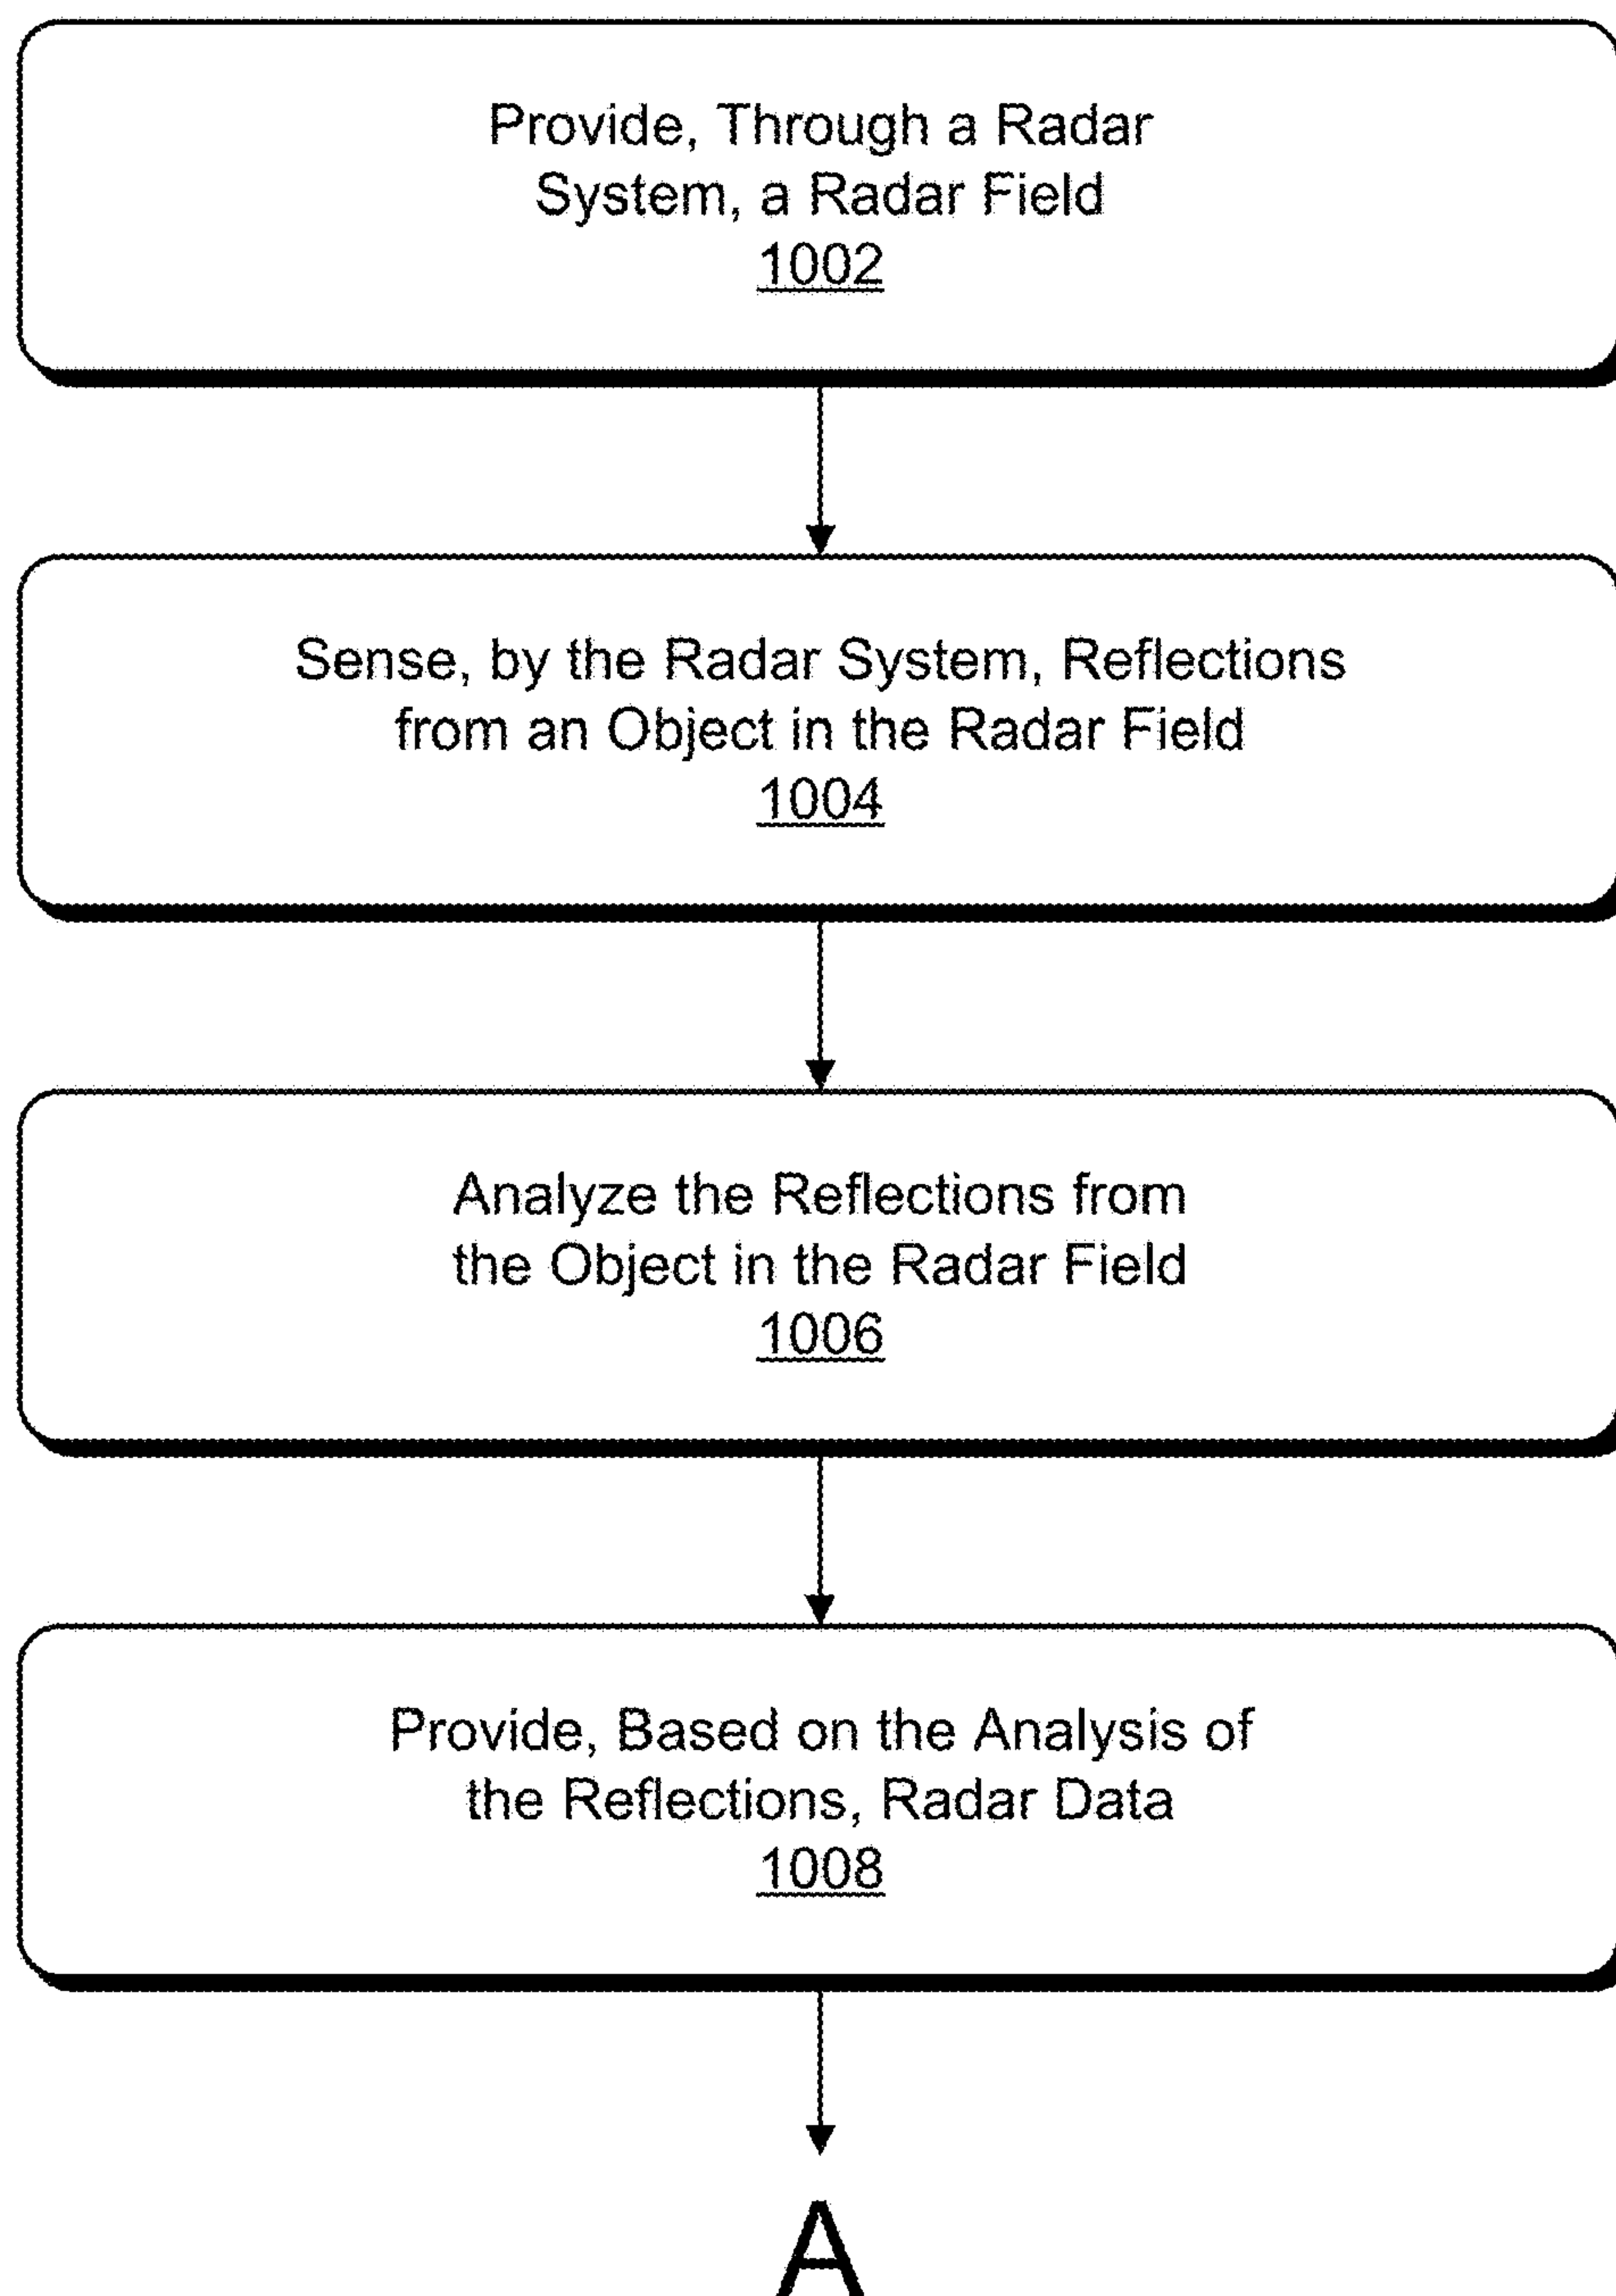 Provide, Through a Radar
System, a Radar Field
1002
Sense, by the Radar System, Reflections
from an Object in the Radar Field
1004
Analyze the Reflections from
the Object in the Radar Field
1006
Provide, Based on the Analysis of
the Reflections, Radar Data
1008
A